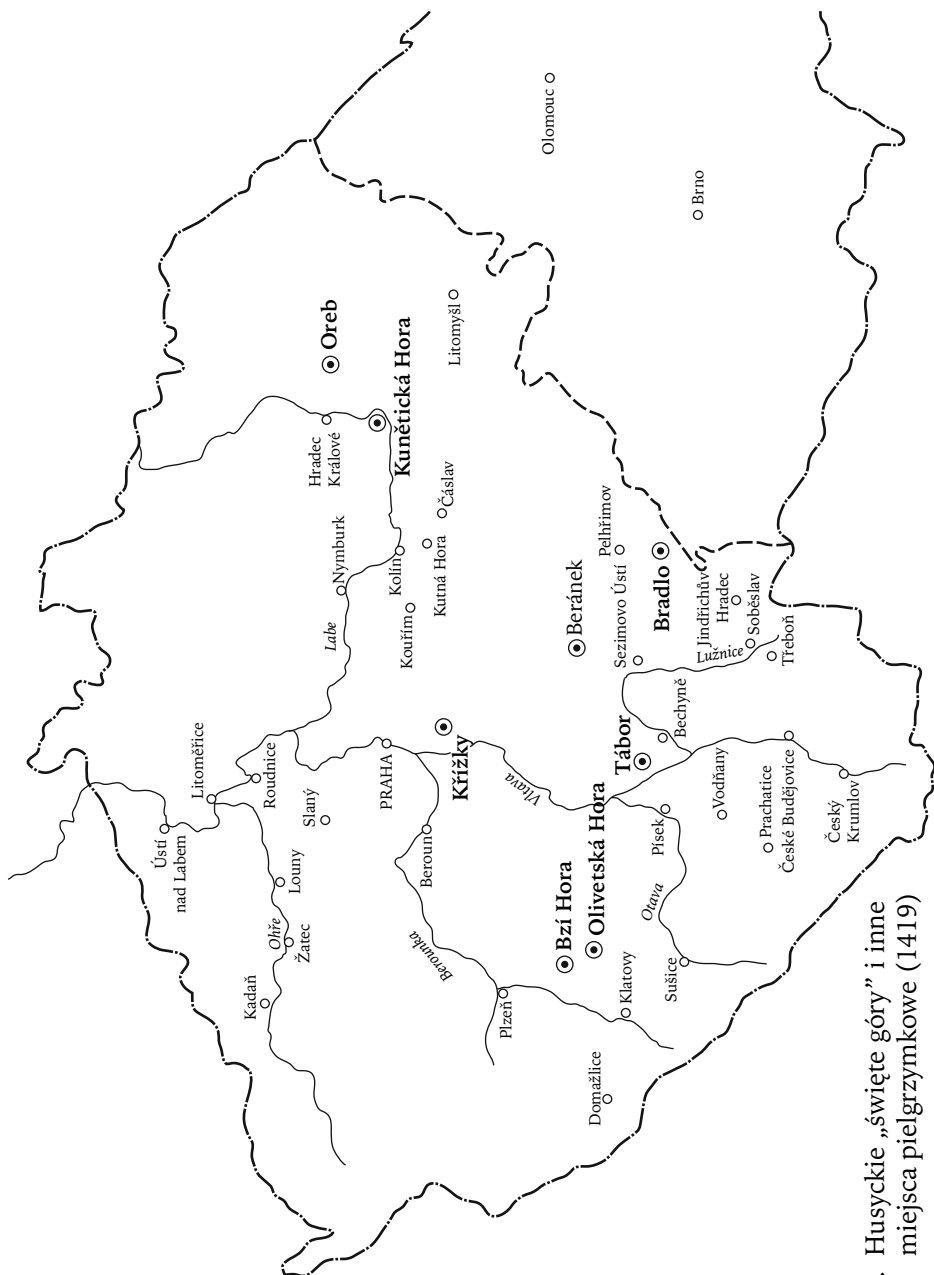 Ústí
nad Labem
Litoměřice
Roudnice
Kadaň
Ohře
Žatec
Louny
Slaný
Labe
Nymburk
Hradec
Králové
Oreb
PRAHA
Kolín
Kunětická Hora
Beroun
Křížky
Kouřim
Kutná Hora
Čáslav
Litomyšl
Berounka
Plzeň
Vltava
Olomouc
Bzí Hora
Olivetská Hora
Beránek
Domažlice
Klatovy
Tábor
Sezimovo Ústí
Pelhřimov
Otava
Písek
Bechyně
Bradlo
Sušice
Brno
Vodňany
Lužnice
Jindřichův
Hradec
Soběslav
Třeboň
Prachatice
České Budějovice
Český
Krumlov
. Husyckie „święte góry” i inne
miejsca pielgrzymkowe (1419)